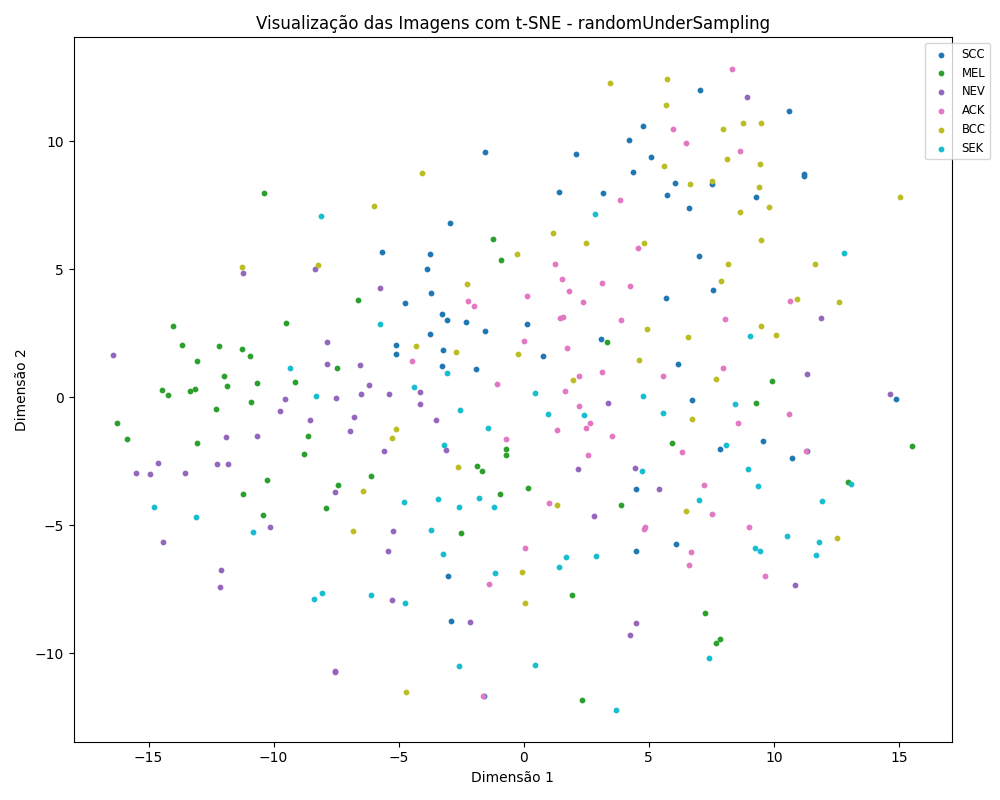 Visualização das Imagens com t-SNE - randomUnderSampling
SCC
MEL
NEV
ACK
BCC
SEK
Dimensão 2
10
5
0
−5
−10
−15
−10
−5
0
5
10
15
Dimensão 1